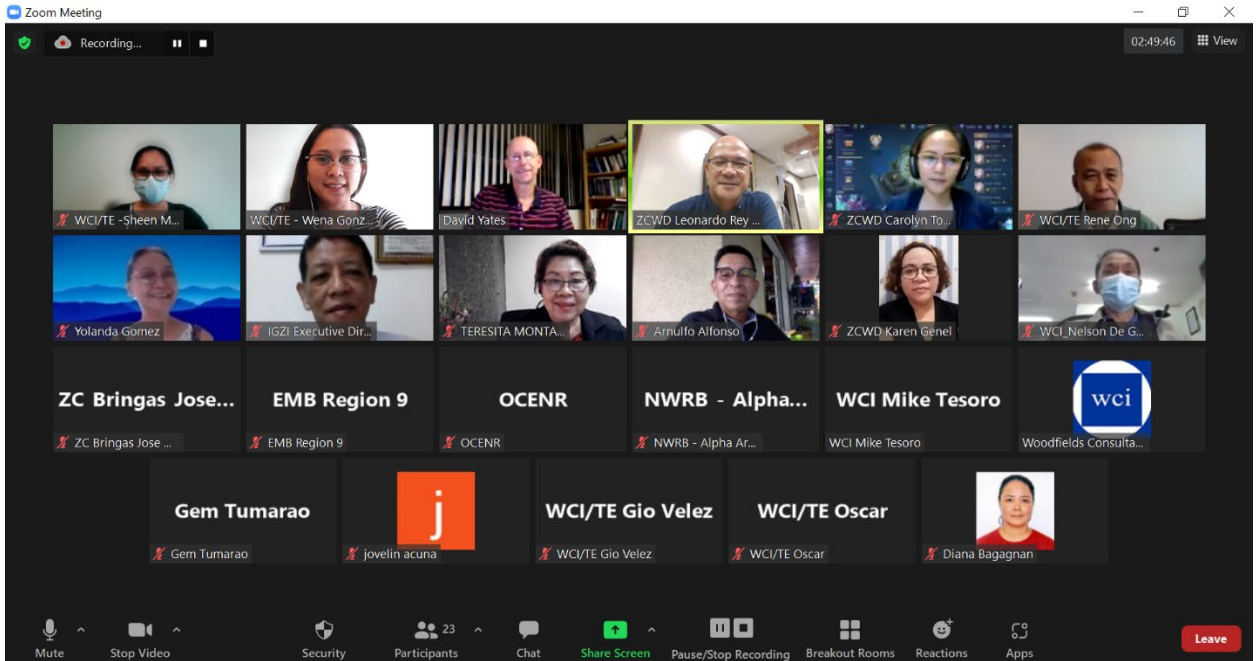 Zoom Meeting
Recording...
02:49:46
View
WCI/TE -Sheen M...
WCI/TE - Wena Gonz...
David Yates
ZCWD Leonardo Rey ...
ZCWD Carolyn To...
WCI/TE Rene Ong
Yolanda Gomez
IGZI Executive Dir...
TERESITA MONTA...
Arnulfo Alfonso
ZCWD Karen Genel
WCI_Nelson De G...
ZC Bringas Jose...
EMB Region 9
OCENR
NWRB - Alpha...
WCI Mike Tesoro
wci
ZC Bringas Jose ...
EMB Region 9
OCENR
NWRB - Alpha Ar...
WCI Mike Tesoro
Woodfields Consulta...
Gem Tumarao
j
WCI/TE Gio Velez
WCI/TE Oscar
Gem Tumarao
jovelin acuna
WCI/TE Gio Velez
WCI/TE Oscar
Diana Bagagnan
23
Mute
Stop Video
Security
Participants
Chat
Share Screen
Pause/Stop Recording
Breakout Rooms
Reactions
Apps
Leave